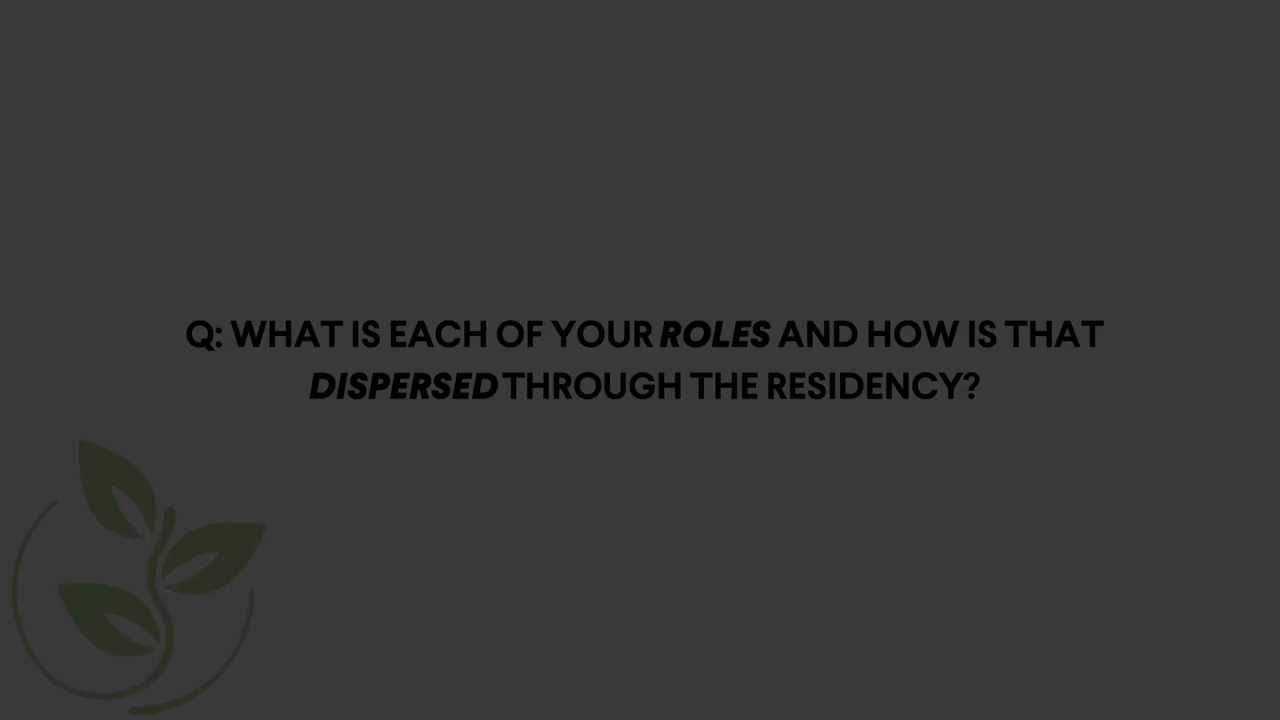 Q: WHAT IS EACH OF YOUR ROLES AND HOW IS THAT
DISPERSED THROUGH THE RESIDENCY?